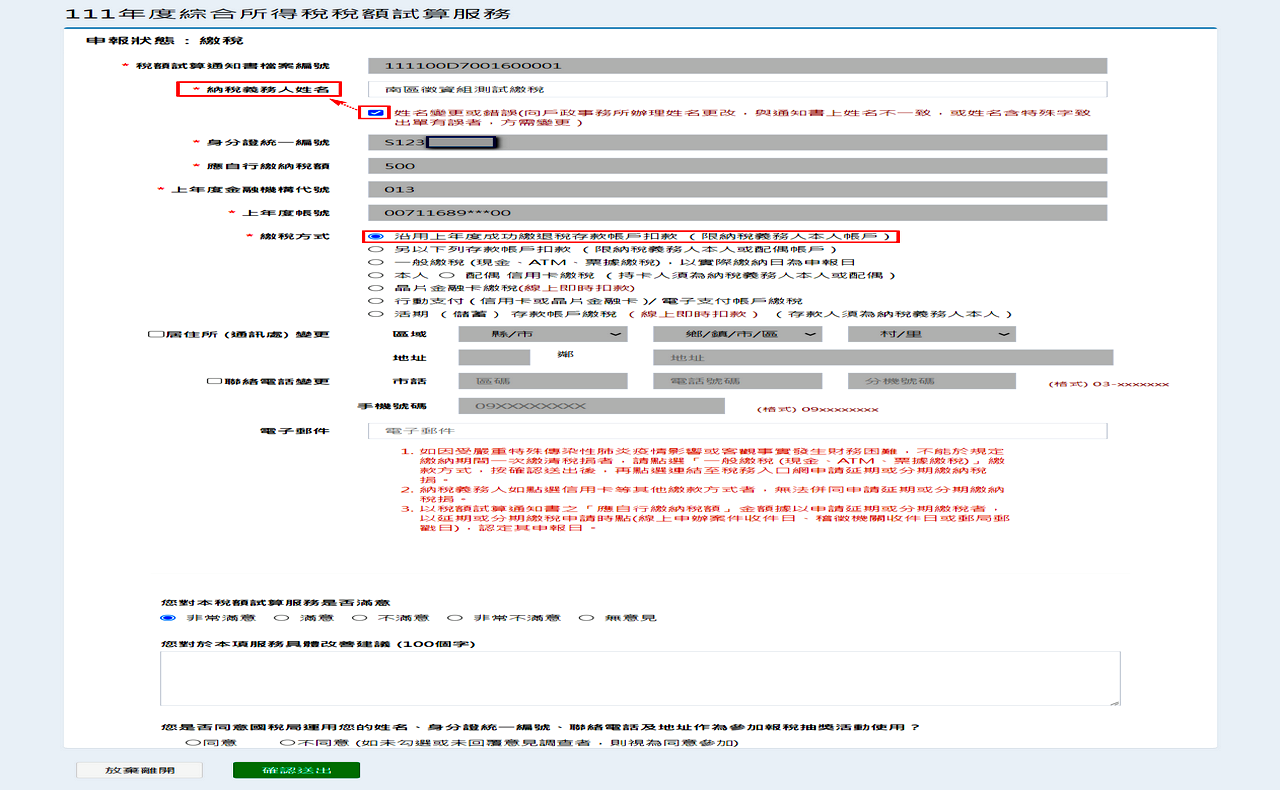 111年度綜合所得稅稅額試算服務
申報狀態：繳稅
* 稅額試算通知書檔案編號 111100D7001600001
* 納稅義務人姓名 南區徵實組測試繳稅
姓名變更或錯誤(向戶政事務所辦理姓名更改，與通知書上姓名不一致，或姓名含特殊字致
出單有誤者，方需變更)
* 身分證統一編號 S123
* 應自行繳納稅額 500
* 上年度金融機構代號 013
* 上年度帳號 00711689***00
* 繳稅方式 沿用上年度成功繳退稅存款帳戶扣款 (限納稅義務人本人帳戶)
另以下列存款帳戶扣款 (限納稅義務人本人或配偶帳戶)
一般繳稅 (現金、ATM、票據繳稅)，以實際繳納日為申報日
本人 配偶 信用卡繳稅 (持卡人須為納稅義務人本人或配偶)
晶片金融卡繳稅(線上即時扣款)
行動支付(信用卡或晶片金融卡)/電子支付帳戶繳稅
活期 (儲蓄) 存款帳戶繳稅 (線上即時扣款) (存款人須為納稅義務人本人)
居住所 (通訊處) 變更 區域 縣/市 鄉/鎮/市/區 村/里
地址 鄰 地址
聯絡電話變更 市話 區碼 電話號碼 分機號碼 (格式) 03-xxxxxxx
手機號碼 09XXXXXXXX (格式) 09xxxxxxxx
電子郵件 電子郵件
1. 如因受嚴重特殊傳染性肺炎疫情影響或客觀事實發生財務困難，不能於規定
繳納期間一次繳清稅捐者，請點選「一般繳稅 (現金、ATM、票據繳稅)」繳
款方式，按確認送出後，再點選連結至稅務入口網申請延期或分期繳納稅
捐。
2. 納稅義務人如點選信用卡等其他繳款方式者，無法併同申請延期或分期繳納
稅捐。
3. 以稅額試算通知書之「應自行繳納稅額」金額據以申請延期或分期繳稅者，
以延期或分期繳稅申請時點(線上申辦案件收件日、稽徵機關收件日或郵局郵
戳日)，認定其申報日。
您對本稅額試算服務是否滿意
非常滿意 滿意 不滿意 非常不滿意 無意見
您對於本項服務具體改善建議 (100個字)
您是否同意國稅局運用您的姓名、身分證統一編號、聯絡電話及地址作為參加報稅抽獎活動使用？
同意 不同意 (如未勾選或未回覆意見調查者，則視為同意參加)
放棄離開 確認送出